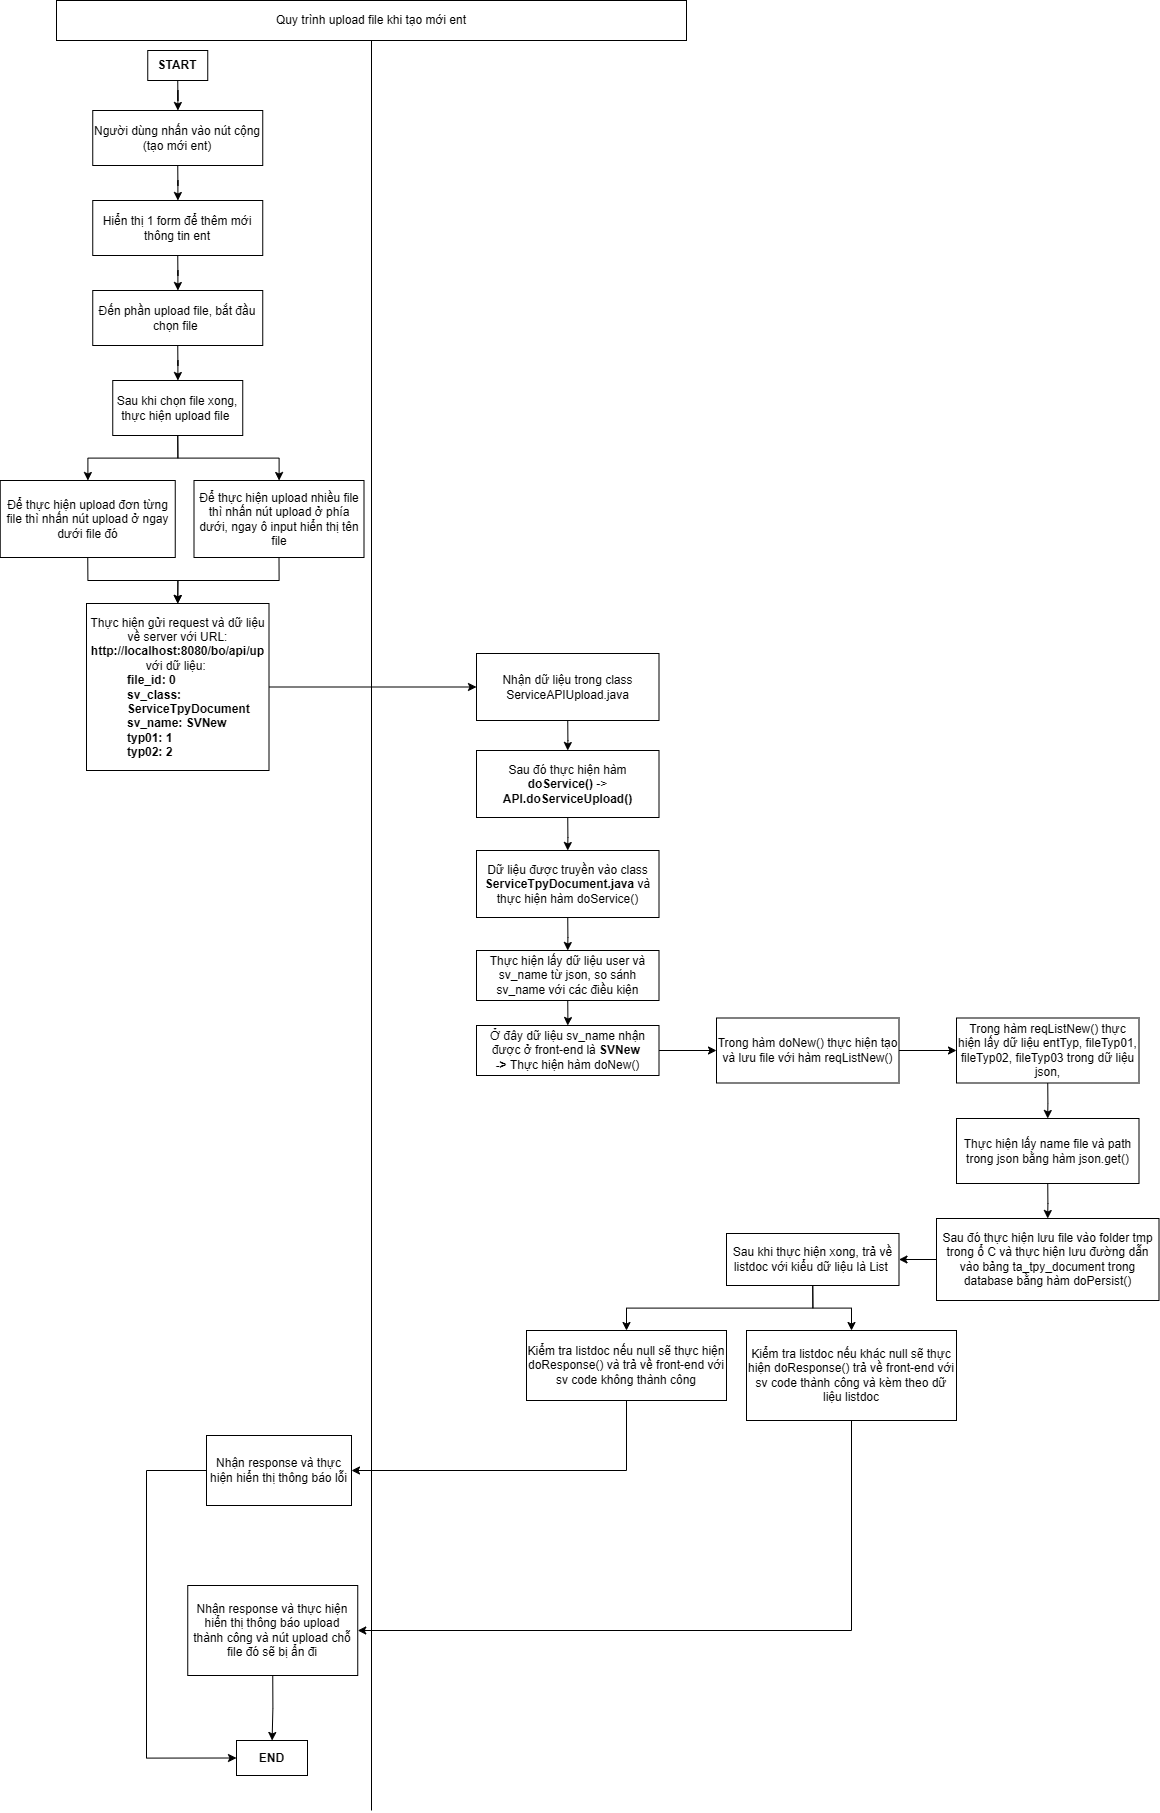 Quy trình upload file khi tạo mới ent
START
Người dùng nhấn vào nút cộng
(tạo mới ent)
Hiển thị 1 form để thêm mới
thông tin ent
Đến phần upload file, bắt đầu
chọn file
Sau khi chọn file xong,
thực hiện upload file
Để thực hiện upload đơn từng
file thì nhấn nút upload ở ngay
dưới file đó
Để thực hiện upload nhiều file
thì nhấn nút upload ở phía
dưới, ngay ô input hiển thị tên
file
Thực hiện gửi request và dữ liệu
về server với URL:
http://localhost:8080/bo/api/up
với dữ liệu:
file_id: 0
sv_class:
ServiceTpyDocument
sv_name: SVNew
typ01: 1
typ02: 2
Nhận dữ liệu trong class
ServiceAPIUpload.java
Sau đó thực hiện hàm
doService() ->
API.doServiceUpload()
Dữ liệu được truyền vào class
ServiceTpyDocument.java và
thực hiện hàm doService()
Thực hiện lấy dữ liệu user và
sv_name từ json, so sánh
sv_name với các điều kiện
Ở đây dữ liệu sv_name nhận
được ở front-end là SVNew
-> Thực hiện hàm doNew()
Trong hàm doNew() thực hiện tạo
và lưu file với hàm reqListNew()
Trong hàm reqListNew() thực
hiện lấy dữ liệu entTyp, fileTyp01,
fileTyp02, fileTyp03 trong dữ liệu
json,
Thực hiện lấy name file và path
trong json bằng hàm json.get()
Sau đó thực hiện lưu file vào folder tmp
trong ổ C và thực hiện lưu đường dẫn
vào bảng ta_tpy_document trong
database bằng hàm doPersist()
Sau khi thực hiện xong, trả về
listdoc với kiểu dữ liệu là List
Kiểm tra listdoc nếu null sẽ thực hiện
doResponse() và trả về front-end với
sv code không thành công
Kiểm tra listdoc nếu khác null sẽ thực
hiện doResponse() trả về front-end với
sv code thành công và kèm theo dữ
liệu listdoc
Nhận response và thực
hiện hiển thị thông báo lỗi
Nhận response và thực hiện
hiển thị thông báo upload
thành công và nút upload chỗ
file đó sẽ bị ẩn đi
END